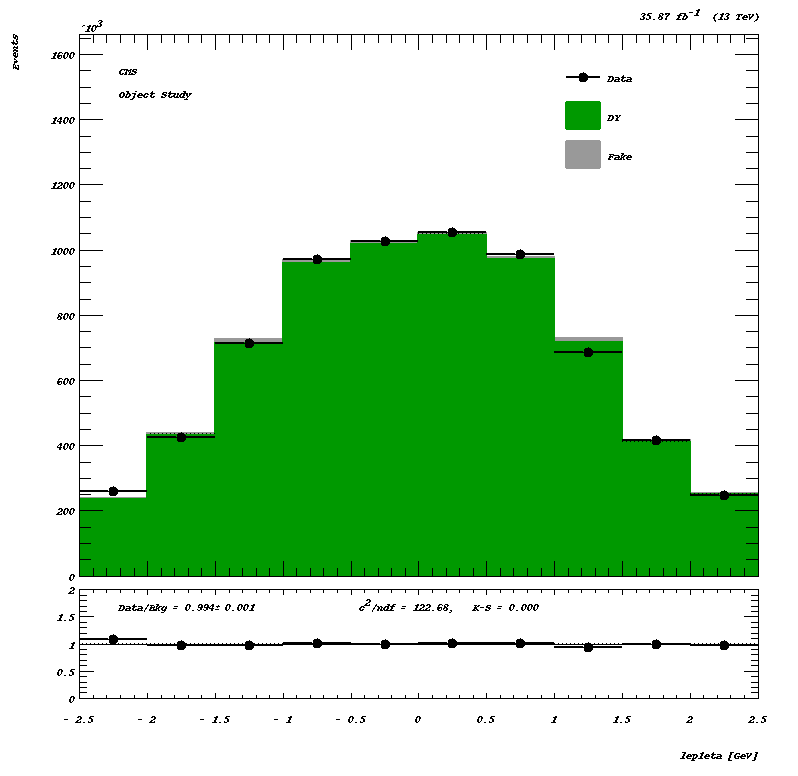 35.87 fb-1 (13 TeV)
´10³
Events
1600
CMS
Data
Object Study
DY
1400
Fake
1200
1000
800
600
400
200
0
2
Data/Bkg = 0.994± 0.001 c2/ndf = 122.68, K-S = 0.000
1.5
1
0.5
0
- 2.5 - 2 - 1.5 - 1 - 0.5 0 0.5 1 1.5 2 2.5
lep1eta [GeV]